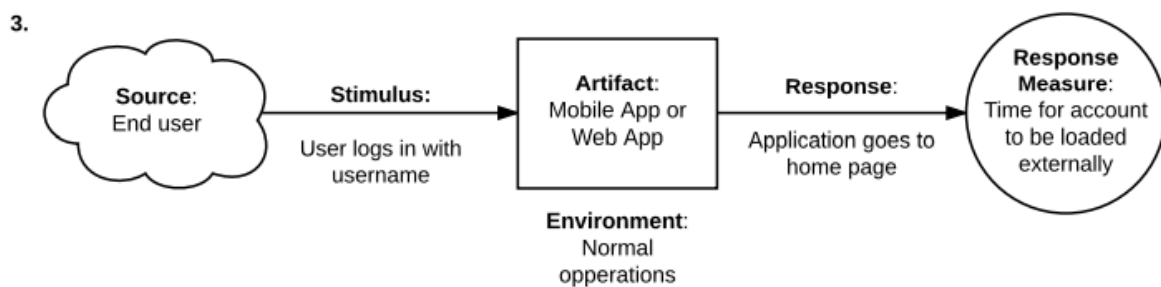 3.
Source:
End user
Stimulus:
User logs in with
username
Artifact:
Mobile App or
Web App
Environment:
Normal
opperations
Response:
Application goes to
home page
Response
Measure:
Time for account
to be loaded
externally